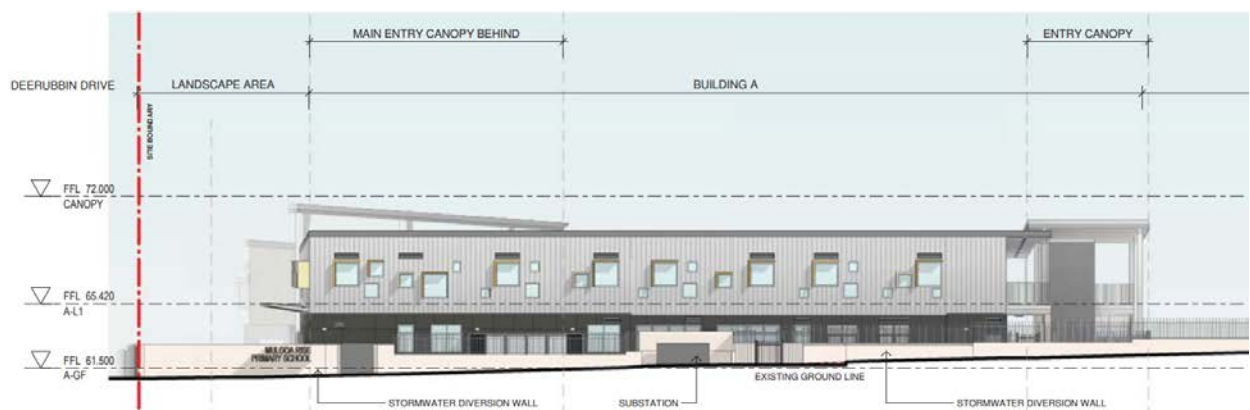 MAIN ENTRY CANOPY BEHIND
ENTRY CANOPY
DEERUBBIN DRIVE
LANDSCAPE AREA
BUILDING A
SITE BOUNDARY
FFL 72.000
CANOPY
FFL 65.420
A-L1
MULGOA RISE
PRIMARY SCHOOL
FFL 61.500
A-GF
EXISTING GROUND LINE
STORMWATER DIVERSION WALL
SUBSTATION
STORMWATER DIVERSION WALL